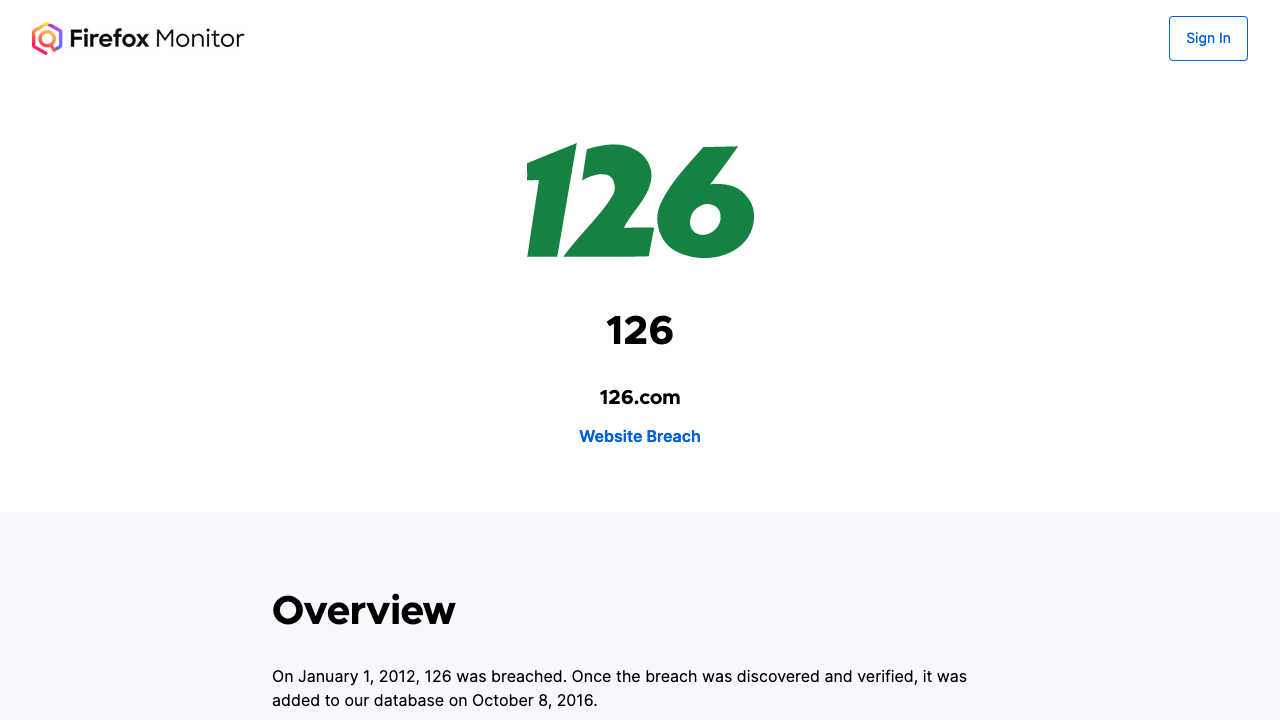 Firefox Monitor
Sign In
126
126
126.com
Website Breach
Overview
On January 1, 2012, 126 was breached. Once the breach was discovered and verified, it was
added to our database on October 8, 2016.